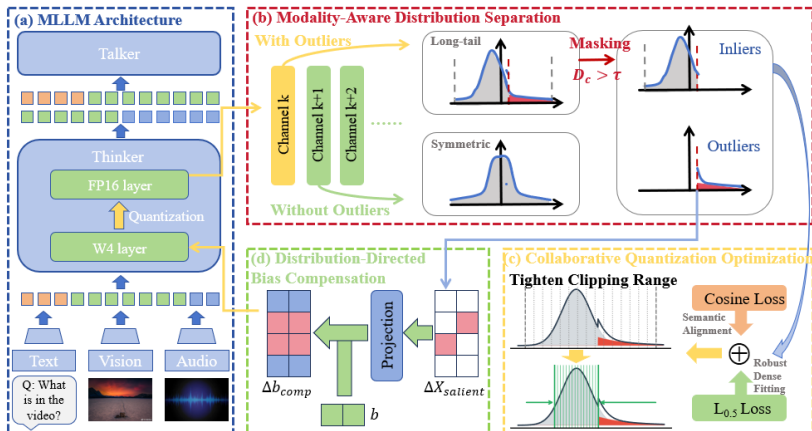 (a) MLLM Architecture
Talker
Thinker
FP16 layer
Quantization
W4 layer
Text
Vision
Audio
Q: What
is in the
video?
(b) Modality-Aware Distribution Separation
With Outliers
Channel k
Channel k+1
Channel k+2
......
Without Outliers
Long-tail
Symmetric
Masking
D_c > τ
Inliers
Outliers
(d) Distribution-Directed
Bias Compensation
Δb_comp
Projection
ΔX_salient
b
(c) Collaborative Quantization Optimization
Tighten Clipping Range
Cosine Loss
Semantic
Alignment
Robust
Dense
Fitting
L_0.5 Loss